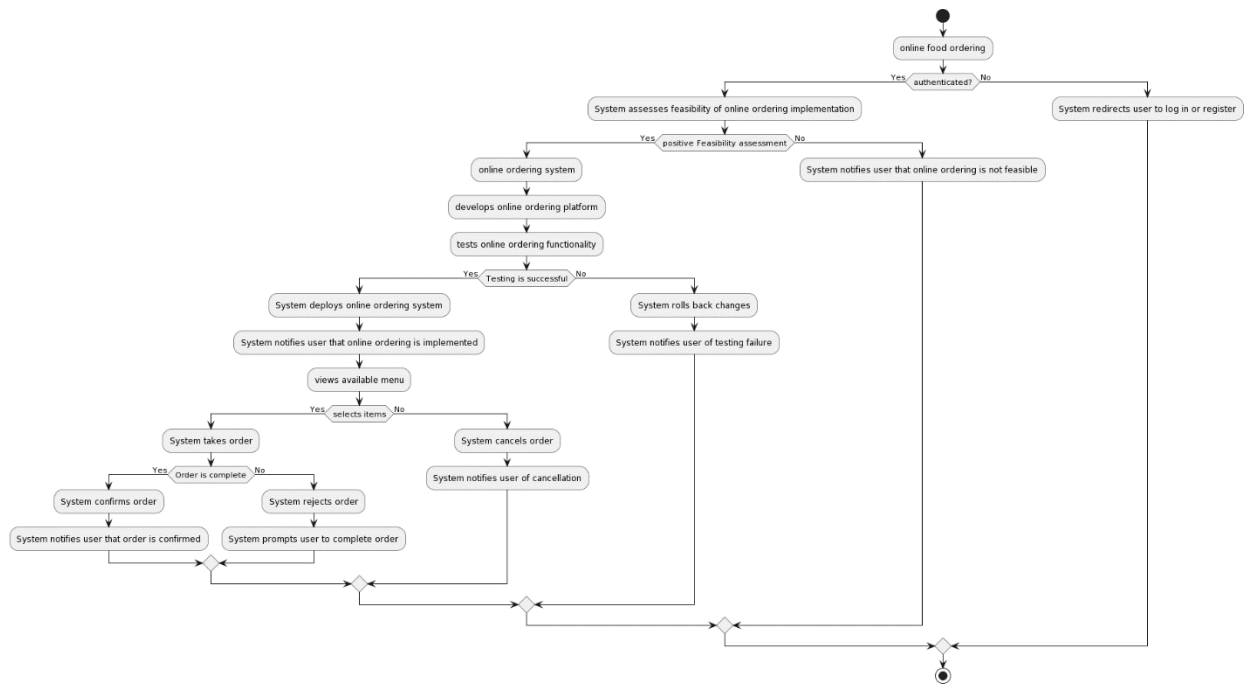 online food ordering
Yes
authenticated?
No
System assesses feasibility of online ordering implementation
System redirects user to log in or register
Yes
positive Feasibility assessment
No
online ordering system
System notifies user that online ordering is not feasible
develops online ordering platform
tests online ordering functionality
Yes
Testing is successful
No
System deploys online ordering system
System rolls back changes
System notifies user that online ordering is implemented
System notifies user of testing failure
views available menu
Yes
selects items
No
System takes order
System cancels order
Yes
Order is complete
No
System notifies user of cancellation
System confirms order
System rejects order
System notifies user that order is confirmed
System prompts user to complete order